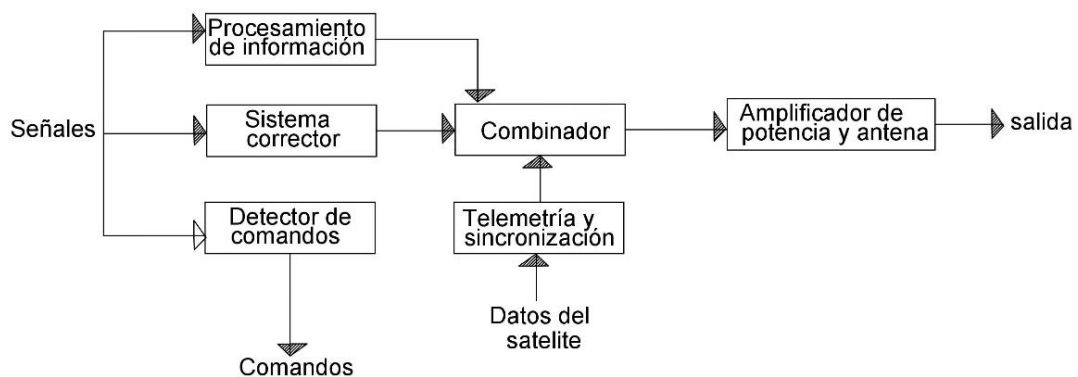 Procesamiento
de información
Señales
Sistema
corrector
Combinador
Amplificador de
potencia y antena
salida
Detector de
comandos
Telemetría y
sincronización
Datos del
satelite
Comandos